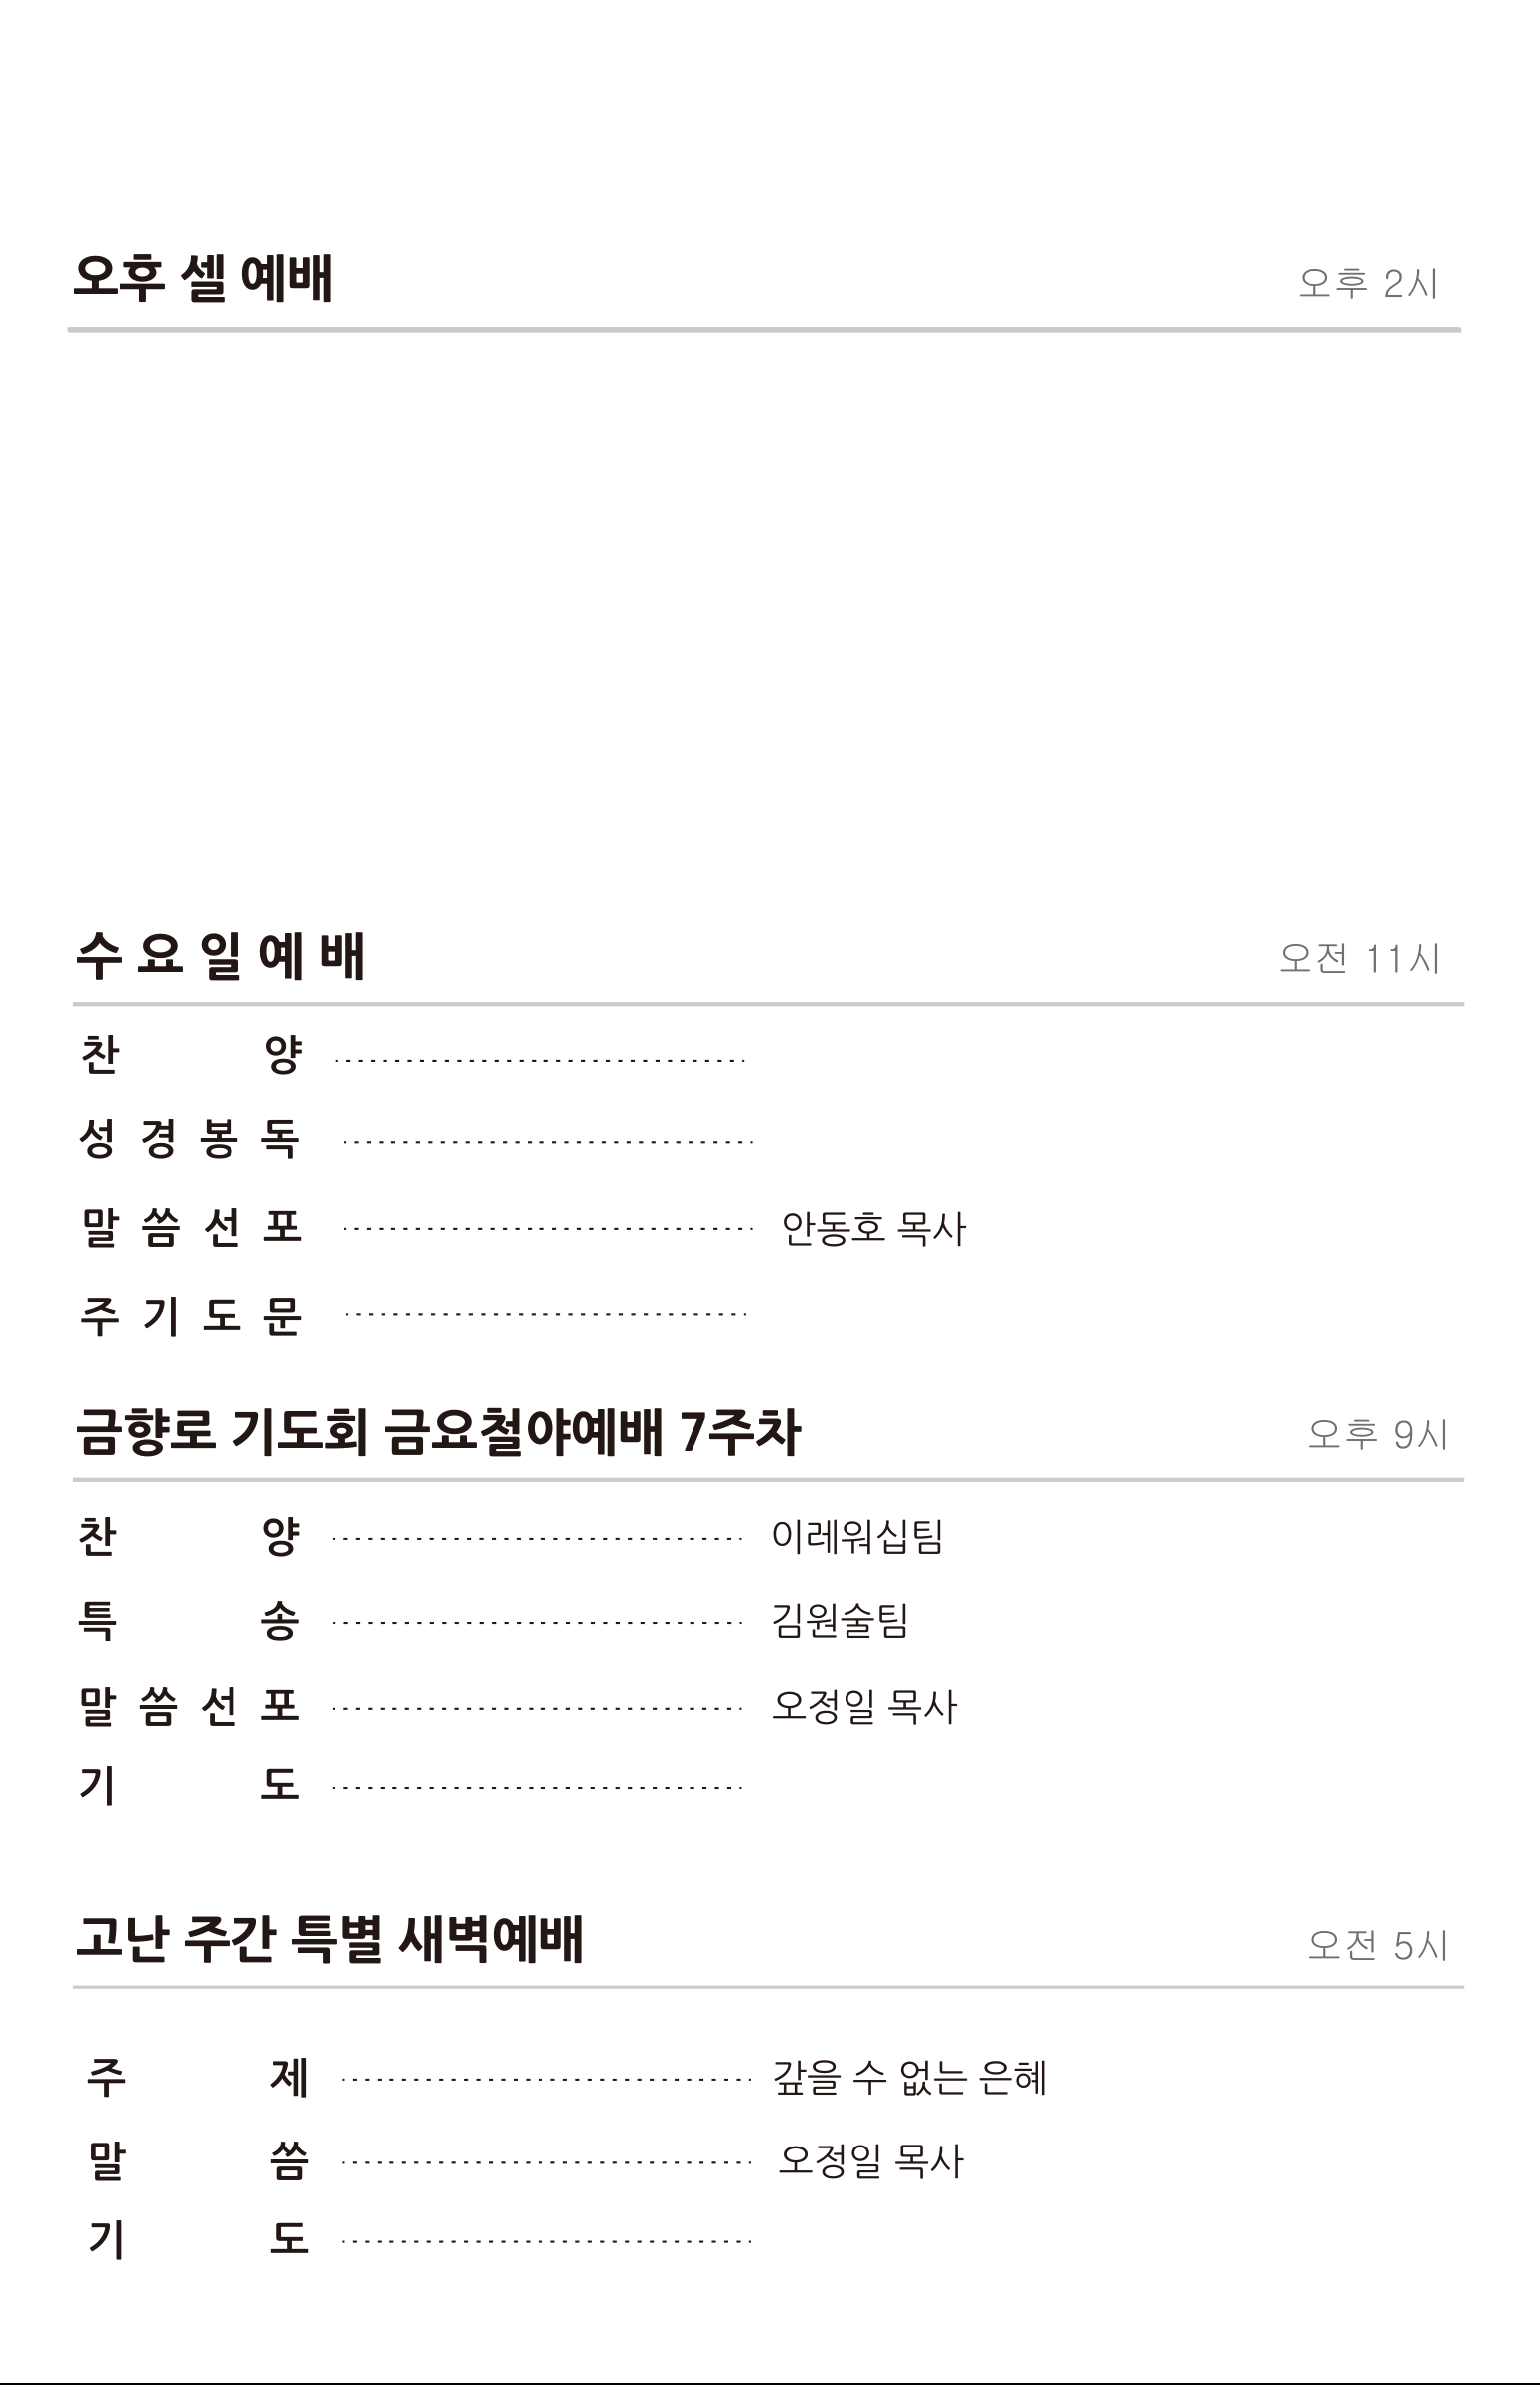 오후 셀 예배 오후 2시
수 요 일 예 배 오전 11시
찬 양
성 경 봉 독
말 씀 선 포 안동호 목사
주 기 도 문
금향로 기도회 금요철야예배 7주차 오후 9시
찬 양 이레워십팀
특 송 김원술팀
말 씀 선 포 오정일 목사
기 도
고난 주간 특별 새벽예배 오전 5시
주 제 갚을 수 없는 은혜
말 씀 오정일 목사
기 도